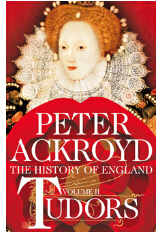 PETER
ACKROYD
THE HISTORY OF ENGLAND
VOLUME II
TUDORS